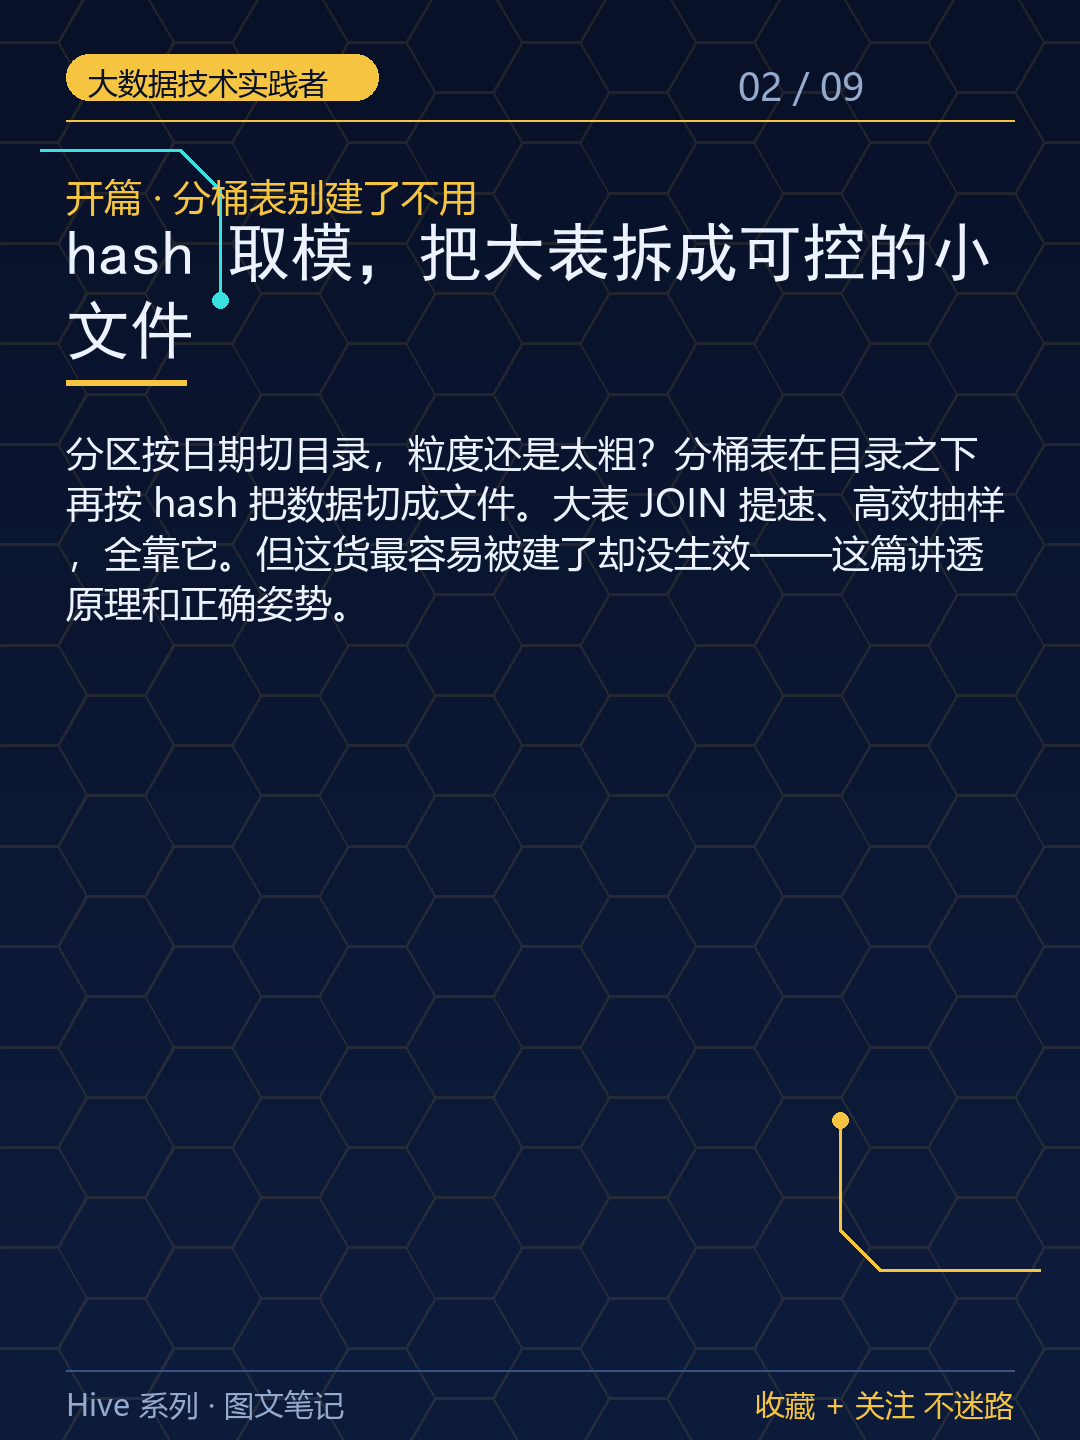 大数据技术实践者
02 / 09
开篇 · 分桶表别建了不用
hash 取模，把大表拆成可控的小
文件
分区按日期切目录，粒度还是太粗？分桶表在目录之下
再按 hash 把数据切成文件。大表 JOIN 提速、高效抽样
，全靠它。但这货最容易被建了却没生效——这篇讲透
原理和正确姿势。
Hive 系列 · 图文笔记
收藏 + 关注 不迷路